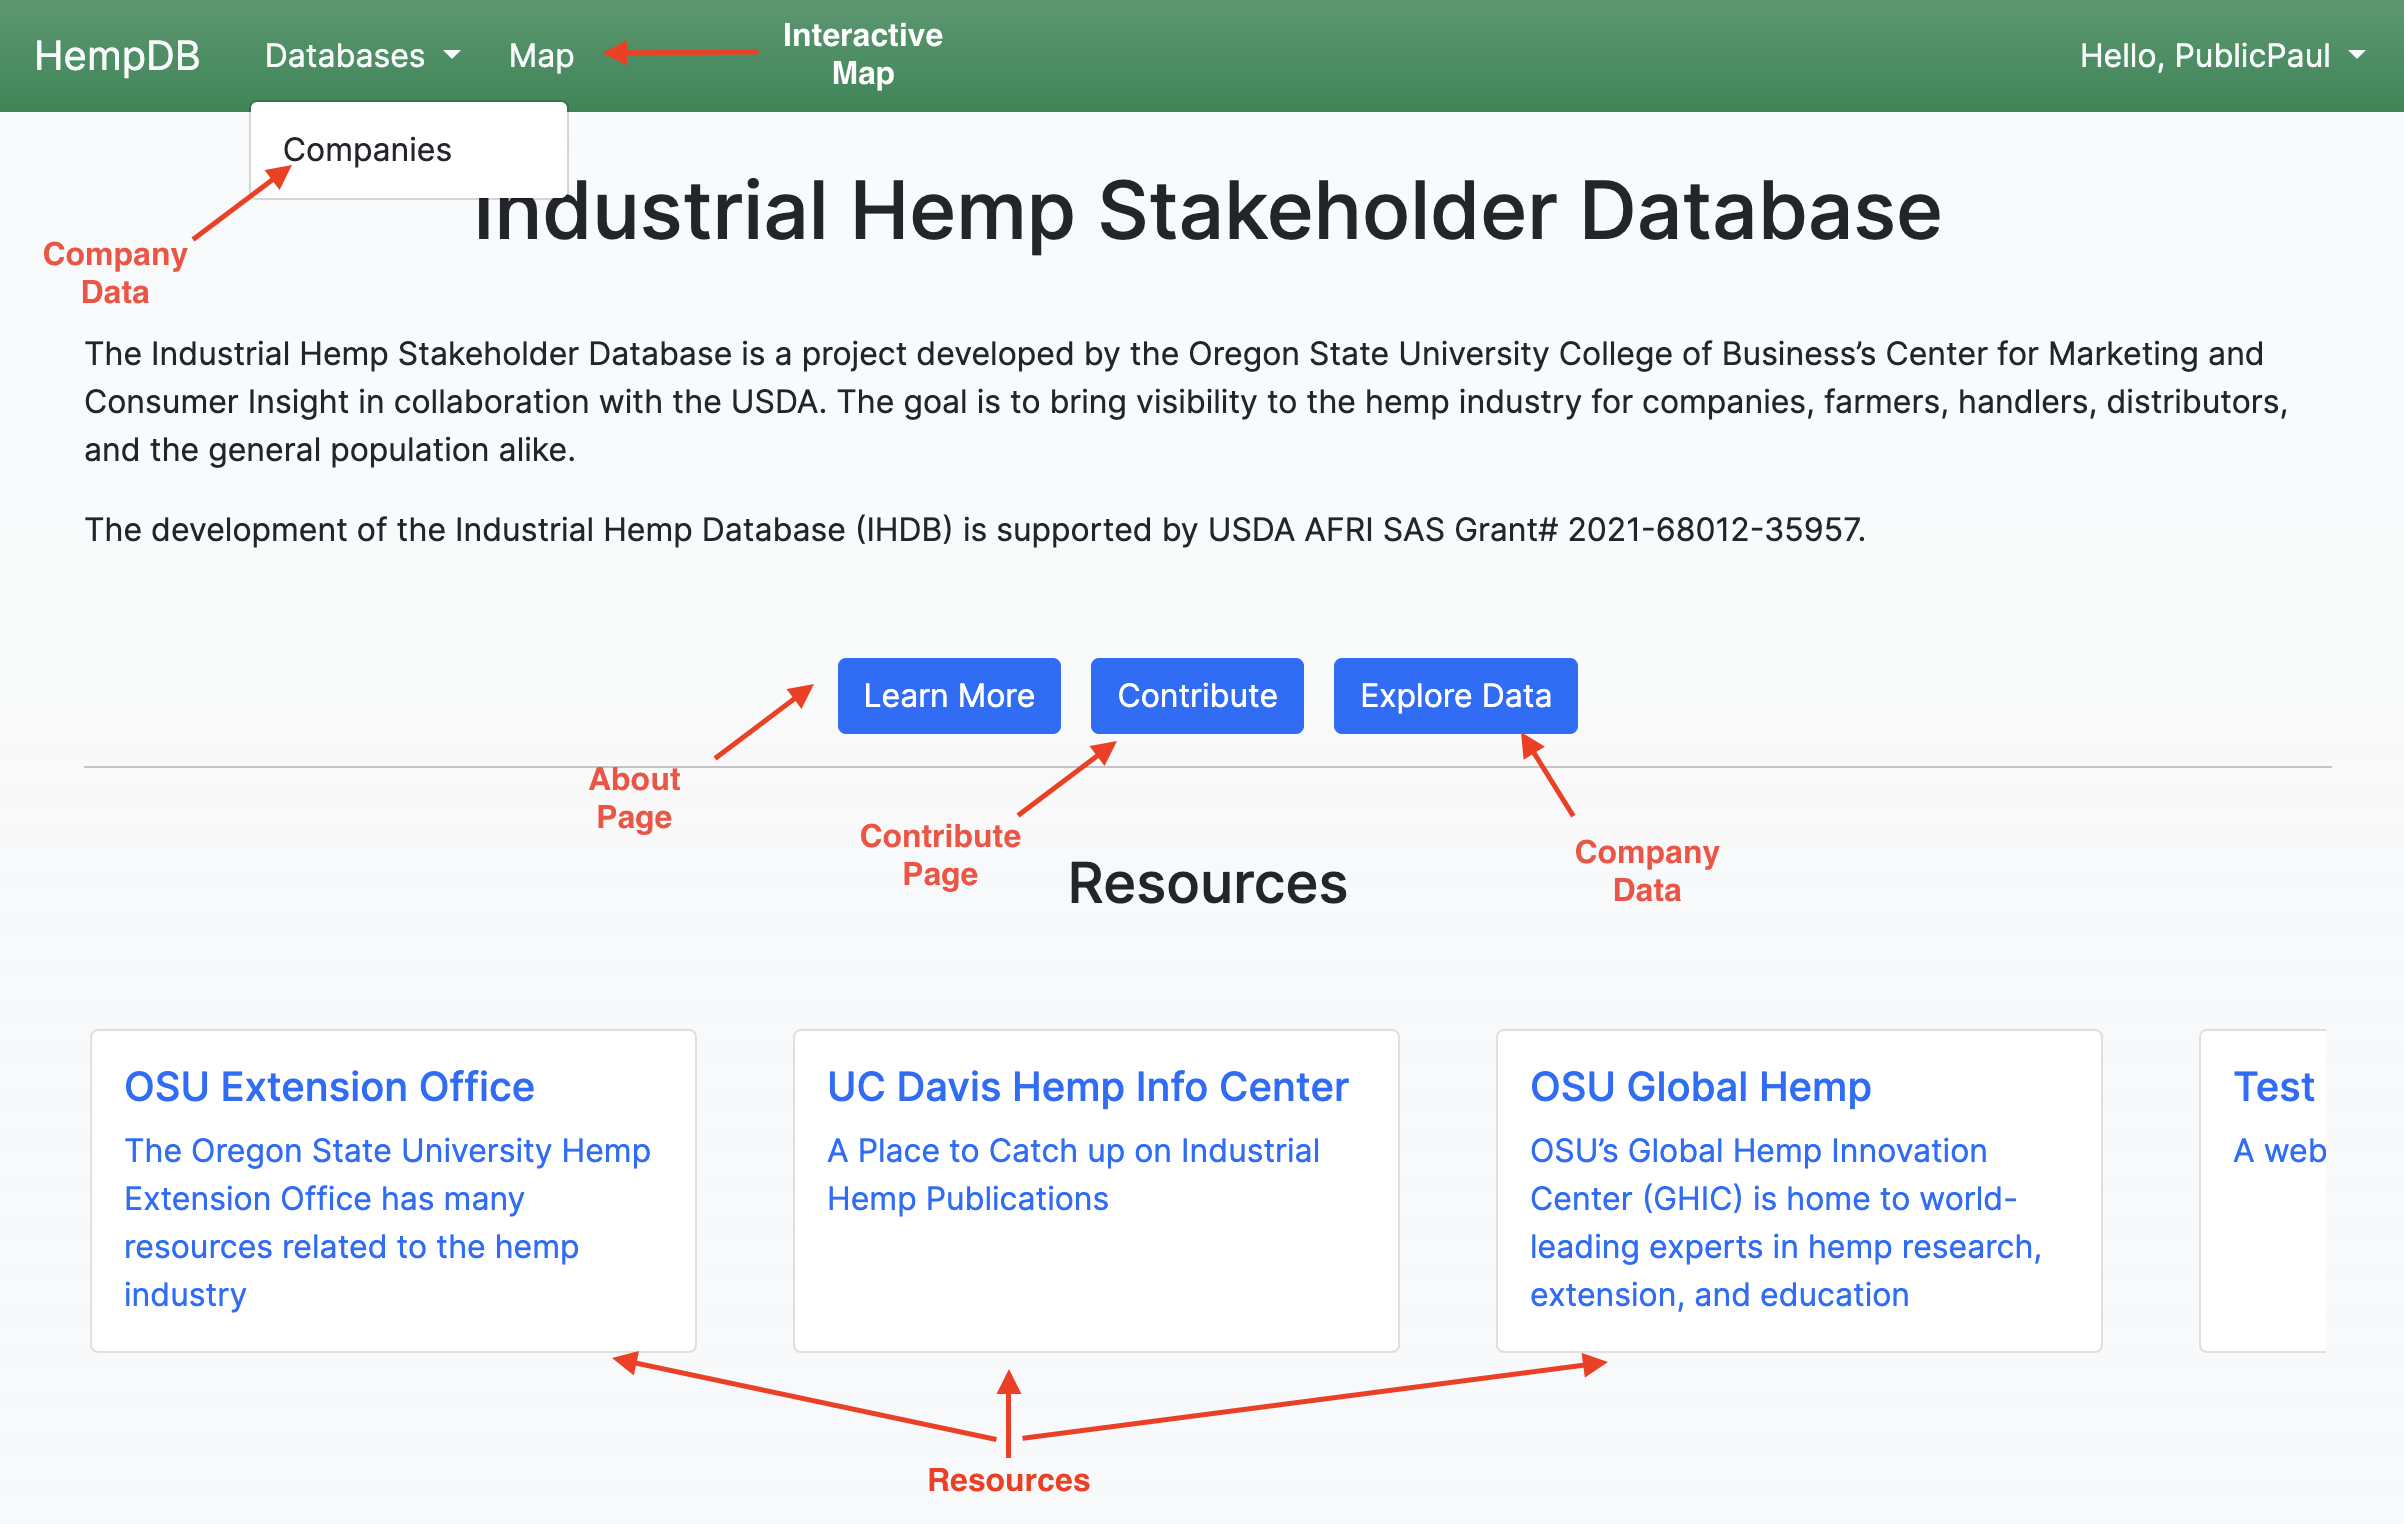 HempDB Databases Map Interactive Map Hello, PublicPaul
Companies
Company
Data
Industrial Hemp Stakeholder Database
The Industrial Hemp Stakeholder Database is a project developed by the Oregon State University College of Business’s Center for Marketing and
Consumer Insight in collaboration with the USDA. The goal is to bring visibility to the hemp industry for companies, farmers, handlers, distributors,
and the general population alike.
The development of the Industrial Hemp Database (IHDB) is supported by USDA AFRI SAS Grant# 2021-68012-35957.
Learn More Contribute Explore Data
About
Page
Contribute
Page
Company
Data
Resources
OSU Extension Office
The Oregon State University Hemp
Extension Office has many
resources related to the hemp
industry
UC Davis Hemp Info Center
A Place to Catch up on Industrial
Hemp Publications
OSU Global Hemp
OSU’s Global Hemp Innovation
Center (GHIC) is home to world-
leading experts in hemp research,
extension, and education
Test
A web
Resources